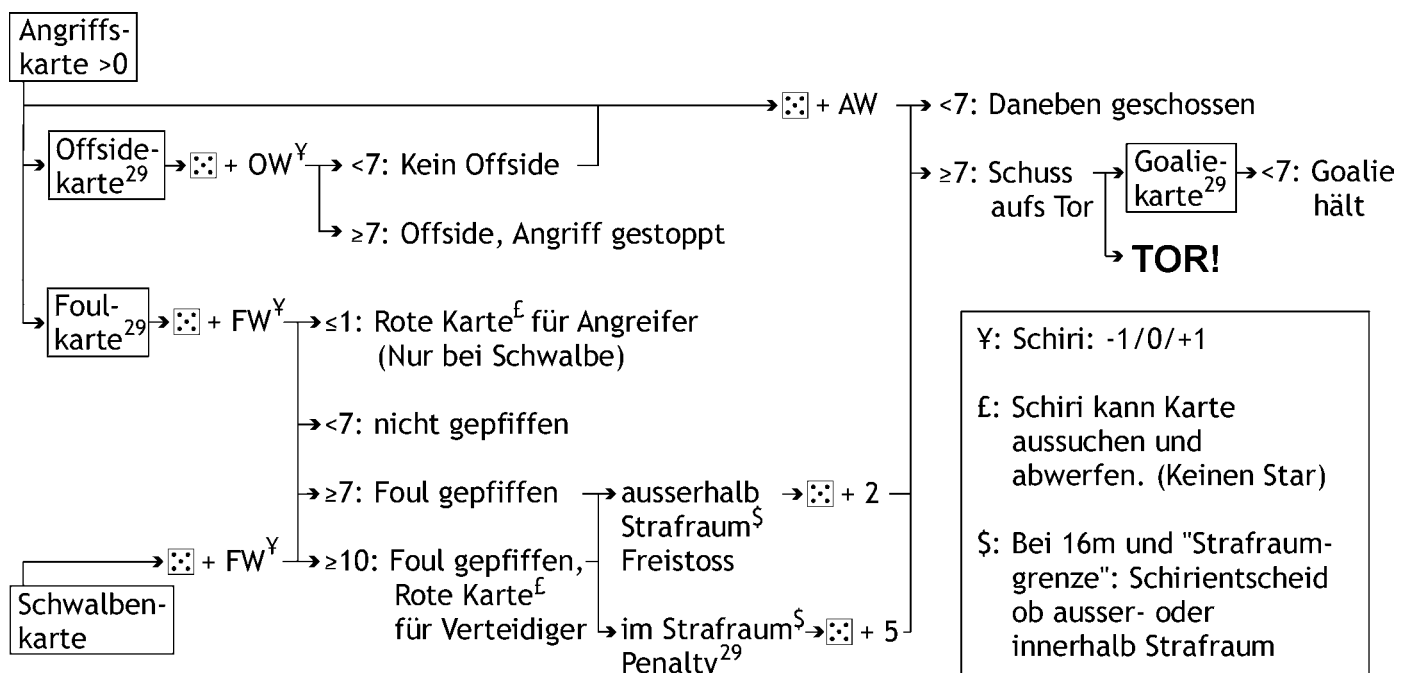 Angriffs-
karte >0
+ AW
<7: Daneben geschossen
Offside-
karte29
+ OW¥
<7: Kein Offside
≥7: Offside, Angriff gestoppt
≥7: Schuss
aufs Tor
Goalie-
karte29
<7: Goalie
hält
TOR!
Foul-
karte29
+ FW¥
≤1: Rote Karte£ für Angreifer
(Nur bei Schwalbe)
<7: nicht gepfiffen
≥7: Foul gepfiffen
ausserhalb
Strafraum$
Freistoss
+ 2
Schwalben-
karte
+ FW¥
≥10: Foul gepfiffen,
Rote Karte£
für Verteidiger
im Strafraum$
Penalty29
+ 5
¥: Schiri: -1/0/+1
£: Schiri kann Karte
aussuchen und
abwerfen. (Keinen Star)
$: Bei 16m und "Strafraum-
grenze": Schirientscheid
ob ausser- oder
innerhalb Strafraum